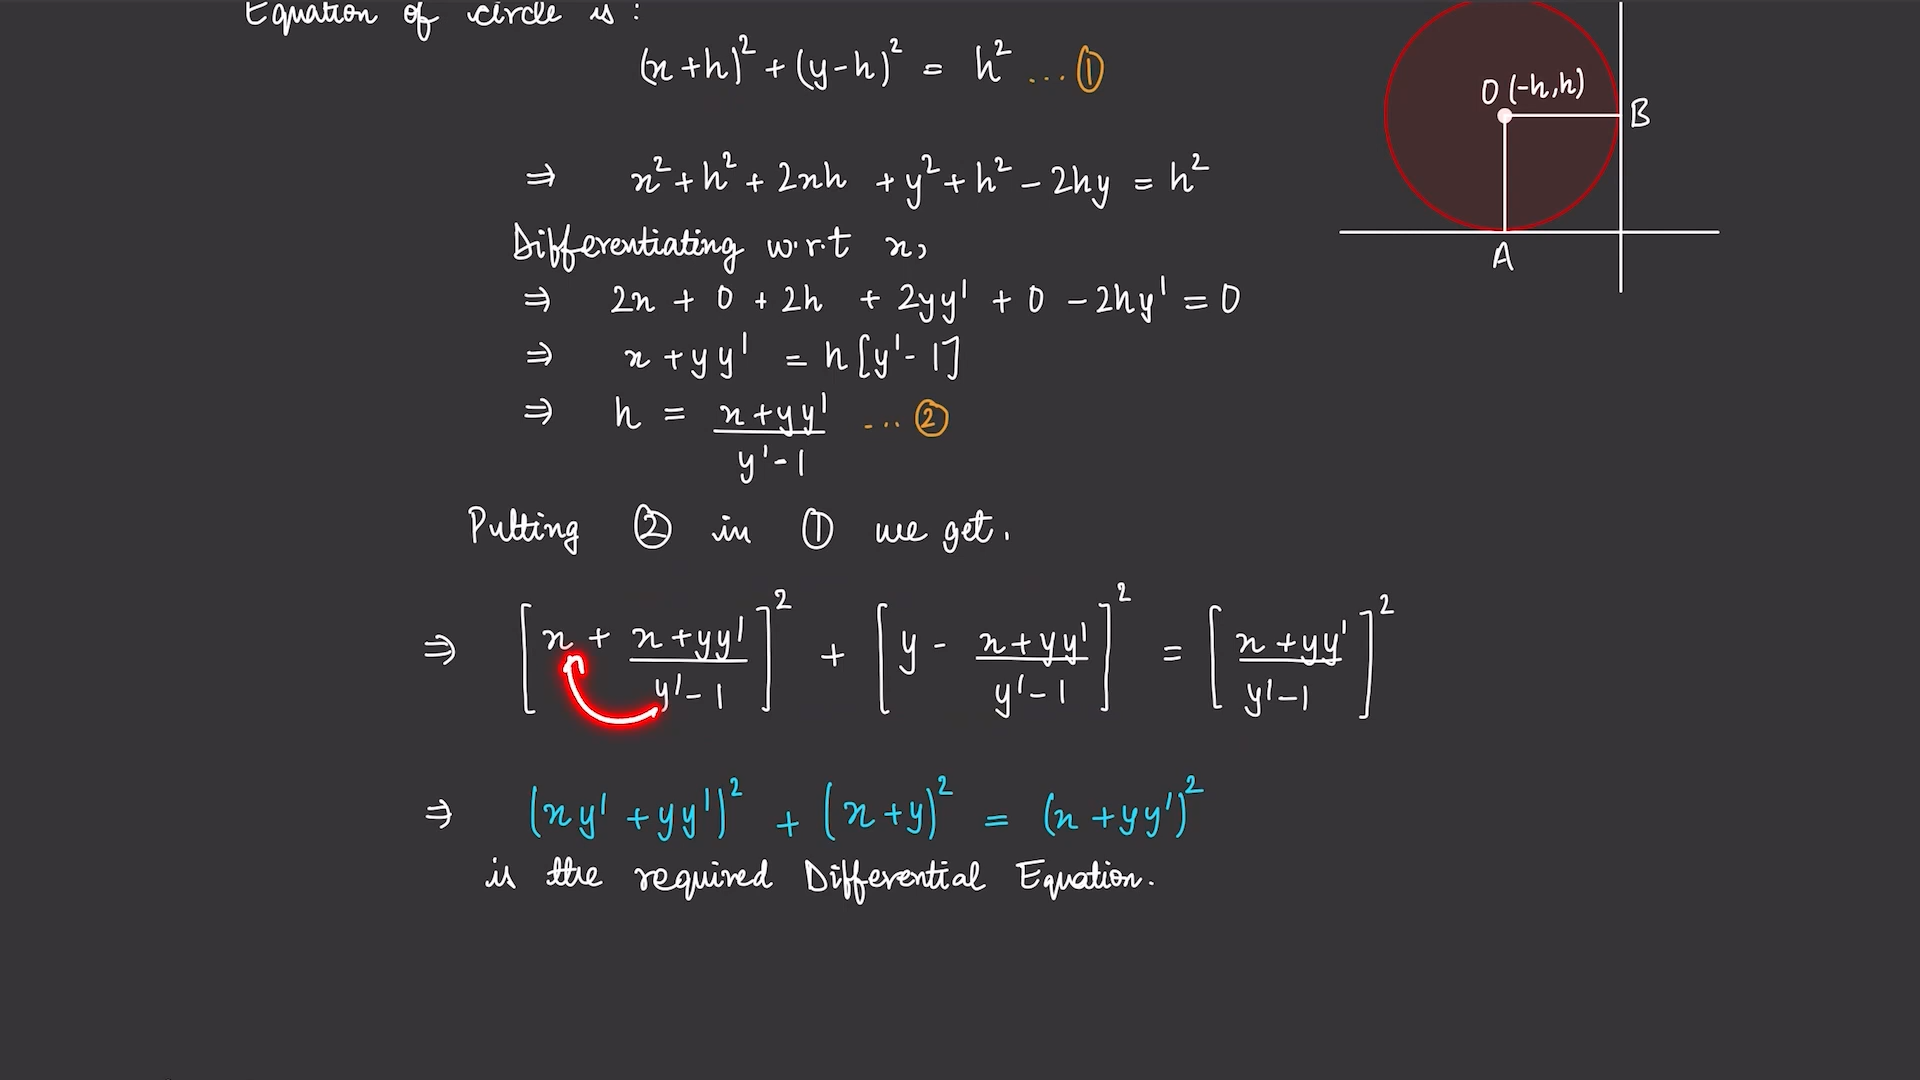 Equation of circle is :
(x+h)² + (y-h)² = h² ... ①
O (-h,h)
B
A
⇒ x² + h² + 2xh + y² + h² - 2hy = h²
Differentiating w.r.t x,
⇒ 2x + 0 + 2h + 2yy' + 0 - 2hy' = 0
⇒ x + yy' = h[y'-1]
⇒ h = (x+yy')/(y'-1) ... ②
Putting ② in ① we get.
⇒ [x + (x+yy')/(y'-1)]² + [y - (x+yy')/(y'-1)]² = [(x+yy')/(y'-1)]²
⇒ (xy' + yy')² + (x+y)² = (x+yy')²
is the required Differential Equation.